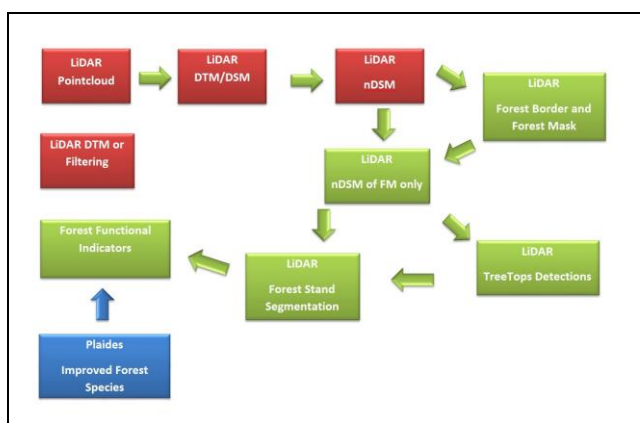 LiDAR
Pointcloud
LiDAR
DTM/DSM
LiDAR
nDSM
LiDAR
Forest Border and
Forest Mask
LiDAR DTM or
Filtering
LiDAR
nDSM of FM only
Forest Functional
Indicators
LiDAR
Forest Stand
Segmentation
LiDAR
TreeTops Detections
Plaides
Improved Forest
Species